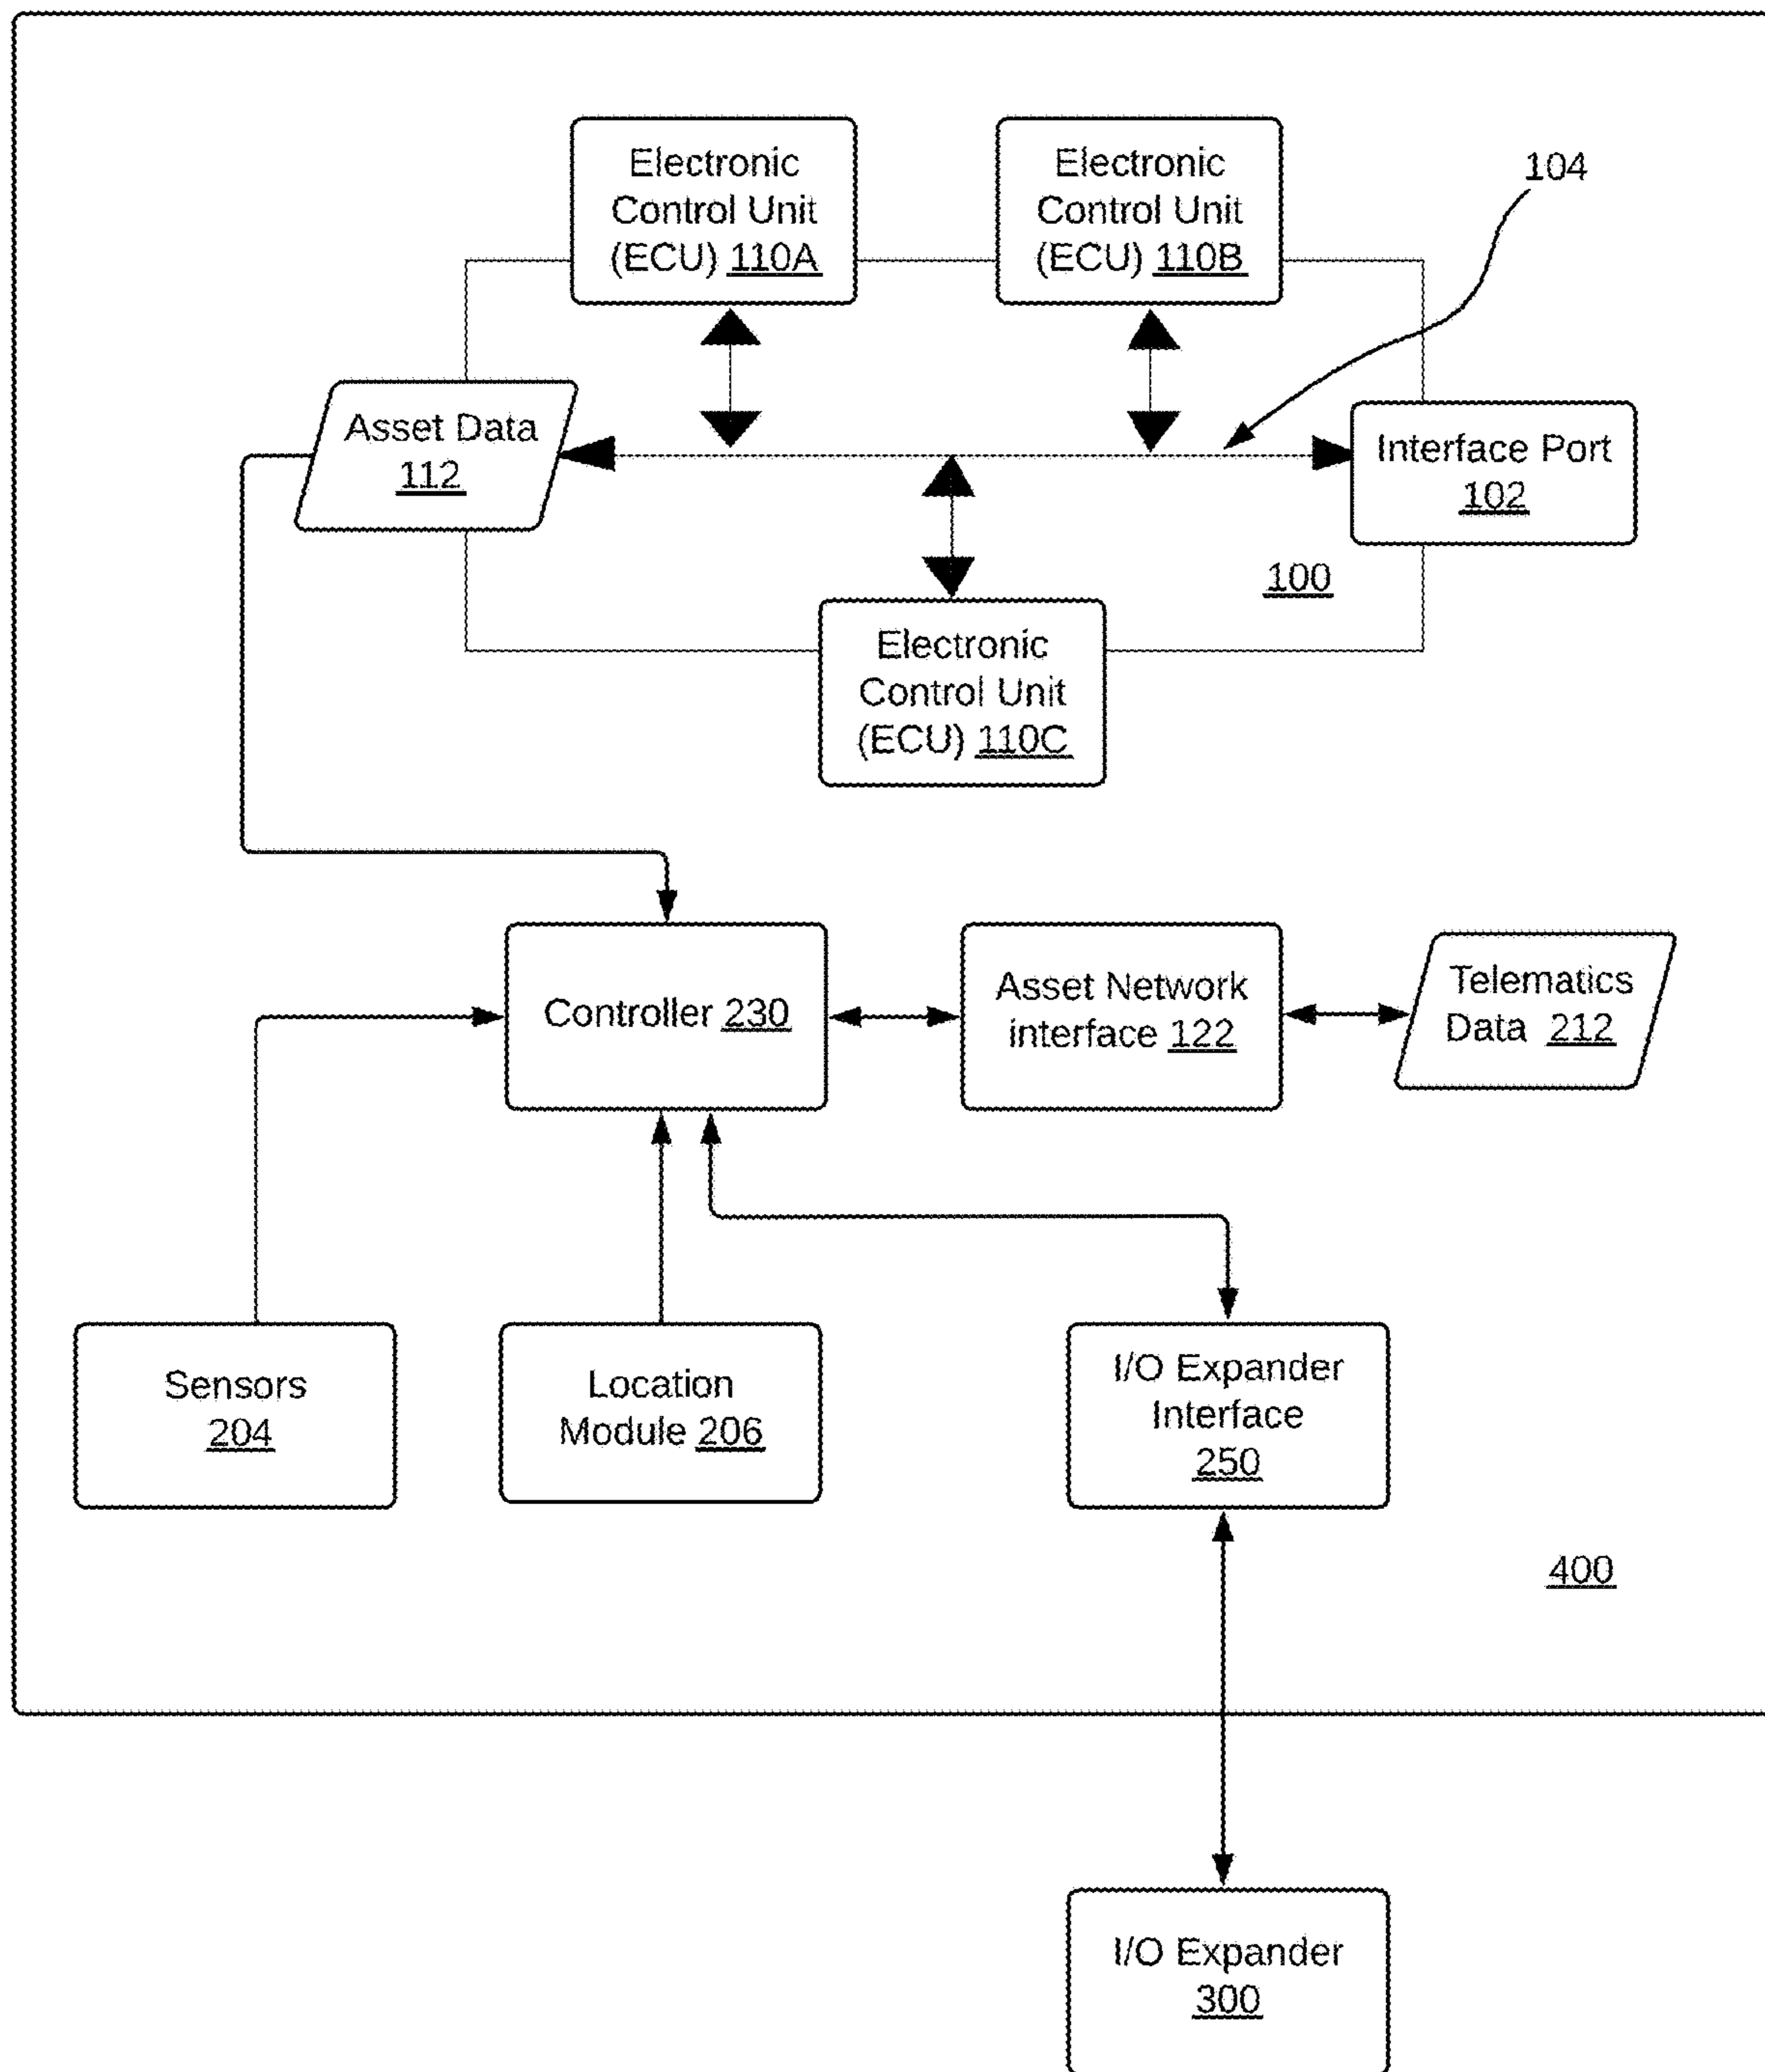 Electronic
Control Unit
(ECU) 110A
Electronic
Control Unit
(ECU) 110B
104
Asset Data
112
Interface Port
102
100
Electronic
Control Unit
(ECU) 110C
Controller 230
Asset Network
interface 122
Telematics
Data 212
Sensors
204
Location
Module 206
I/O Expander
Interface
250
400
I/O Expander
300